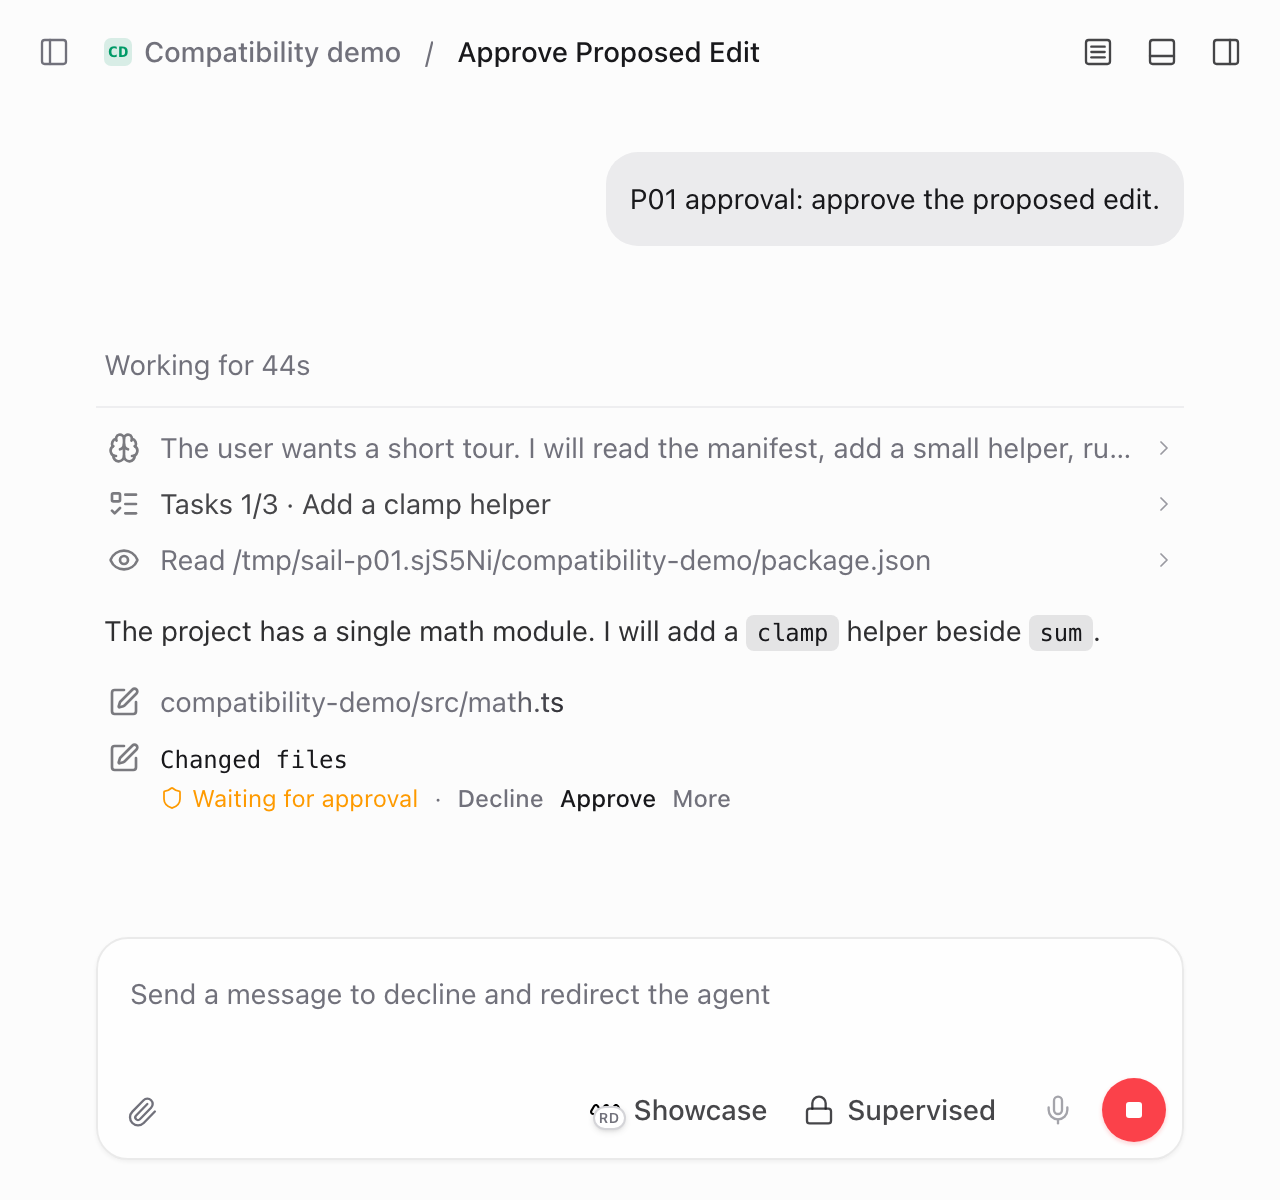 CD Compatibility demo / Approve Proposed Edit
P01 approval: approve the proposed edit.
Working for 44s
The user wants a short tour. I will read the manifest, add a small helper, ru...
Tasks 1/3 · Add a clamp helper
Read /tmp/sail-p01.sjS5Ni/compatibility-demo/package.json
The project has a single math module. I will add a clamp helper beside sum.
compatibility-demo/src/math.ts
Changed files
Waiting for approval · Decline Approve More
Send a message to decline and redirect the agent
RD Showcase Supervised